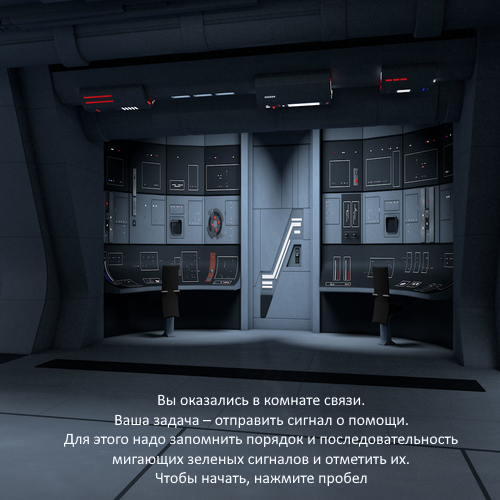 Вы оказались в комнате связи.
Ваша задача – отправить сигнал о помощи.
Для этого надо запомнить порядок и последовательность
мигающих зеленых сигналов и отметить их.
Чтобы начать, нажмите пробел